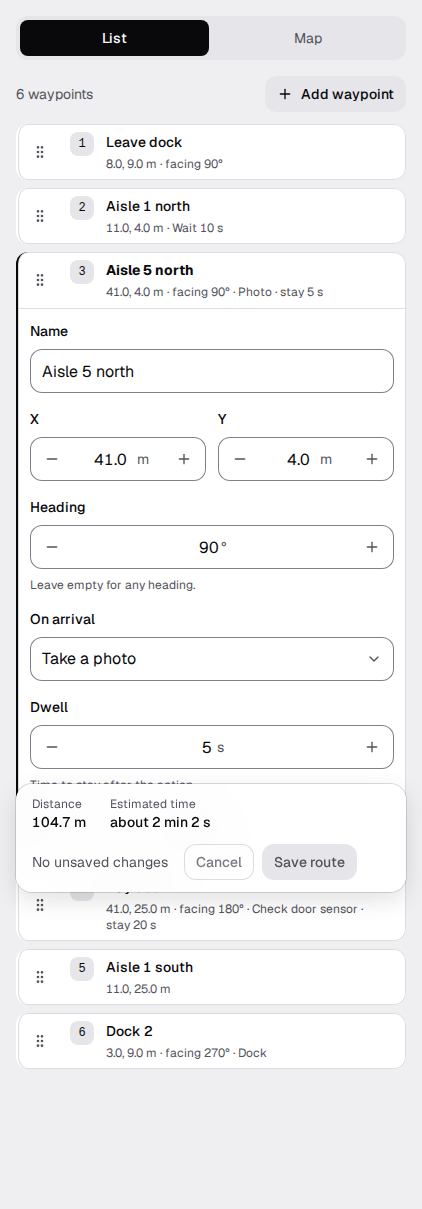 List
Map
6 waypoints
Add waypoint
1
Leave dock
8.0, 9.0 m · facing 90°
2
Aisle 1 north
11.0, 4.0 m · Wait 10 s
3
Aisle 5 north
41.0, 4.0 m · facing 90° · Photo · stay 5 s
Name
Aisle 5 north
X
Y
− 41.0 m +
− 4.0 m +
Heading
− 90° +
Leave empty for any heading.
On arrival
Take a photo
Dwell
− 5 s +
Distance
Estimated time
104.7 m
about 2 min 2 s
No unsaved changes
Cancel
Save route
41.0, 25.0 m · facing 180° · Check door sensor ·
stay 20 s
5
Aisle 1 south
11.0, 25.0 m
6
Dock 2
3.0, 9.0 m · facing 270° · Dock